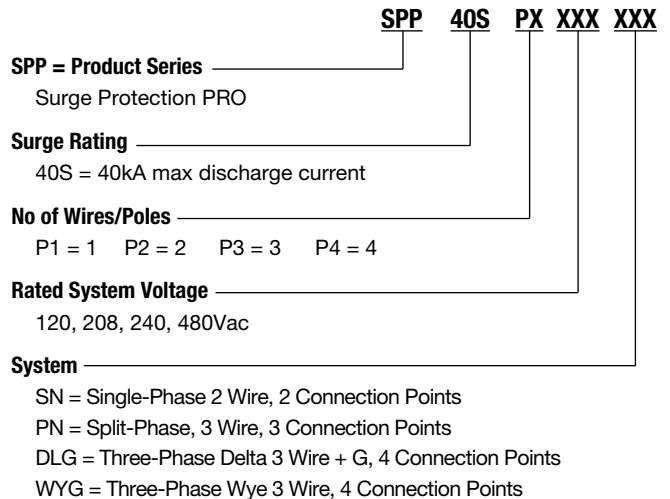 SPP 40S PX XXX XXX
SPP = Product Series
Surge Protection PRO
Surge Rating
40S = 40kA max discharge current
No of Wires/Poles
P1 = 1 P2 = 2 P3 = 3 P4 = 4
Rated System Voltage
120, 208, 240, 480Vac
System
SN = Single-Phase 2 Wire, 2 Connection Points
PN = Split-Phase, 3 Wire, 3 Connection Points
DLG = Three-Phase Delta 3 Wire + G, 4 Connection Points
WYG = Three-Phase Wye 3 Wire, 4 Connection Points